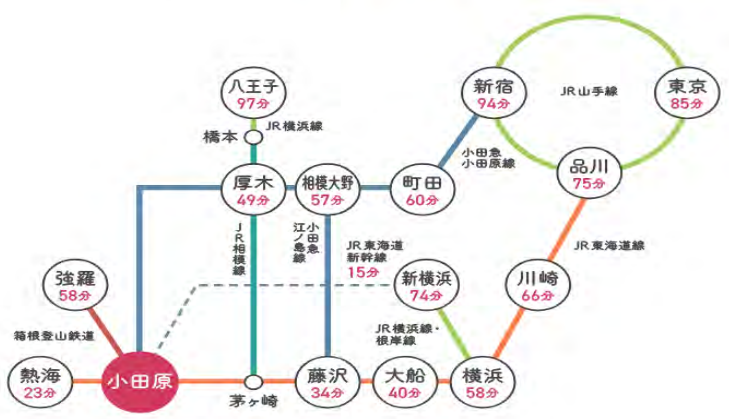 八王子
97分
JR横浜線
橋本
新宿
94分
JR山手線
東京
85分
小田急
小田原線
品川
75分
厚木
49分
相模大野
57分
町田
60分
JR相模線
小田急
江ノ島線
JR東海道
新幹線
15分
JR東海道線
強羅
58分
新横浜
74分
川崎
66分
箱根登山鉄道
JR横浜線・
根岸線
熱海
23分
小田原
茅ヶ崎
藤沢
34分
大船
40分
横浜
58分